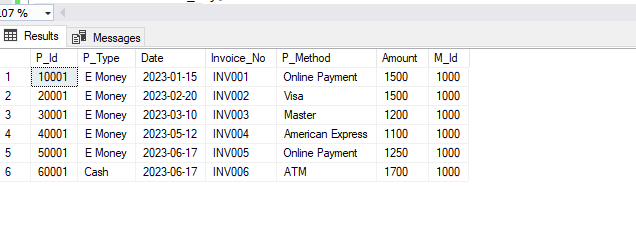 107 %
Results Messages
P_Id P_Type Date Invoice_No P_Method Amount M_Id
1 10001 E Money 2023-01-15 INV001 Online Payment 1500 1000
2 20001 E Money 2023-02-20 INV002 Visa 1500 1000
3 30001 E Money 2023-03-10 INV003 Master 1200 1000
4 40001 E Money 2023-05-12 INV004 American Express 1100 1000
5 50001 E Money 2023-06-17 INV005 Online Payment 1250 1000
6 60001 Cash 2023-06-17 INV006 ATM 1700 1000